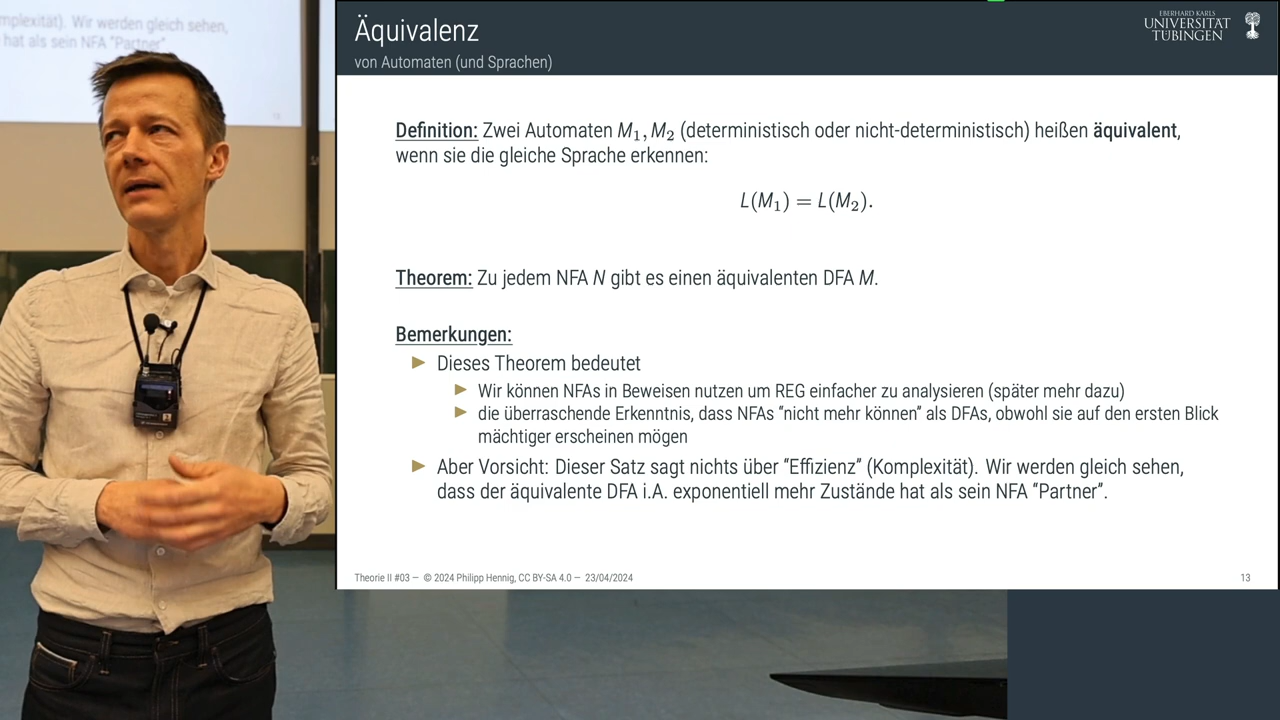 mplexität). Wir werden gleich sehen,
hat als sein NFA "Partner"
Äquivalenz
von Automaten (und Sprachen)
EBERHARD KARLS
UNIVERSITÄT
TÜBINGEN
Definition: Zwei Automaten M₁, M₂ (deterministisch oder nicht-deterministisch) heißen äquivalent,
wenn sie die gleiche Sprache erkennen:
L(M₁) = L(M₂).
Theorem: Zu jedem NFA N gibt es einen äquivalenten DFA M.
Bemerkungen:
▶ Dieses Theorem bedeutet
▶ Wir können NFAs in Beweisen nutzen um REG einfacher zu analysieren (später mehr dazu)
▶ die überraschende Erkenntnis, dass NFAs “nicht mehr können” als DFAs, obwohl sie auf den ersten Blick
mächtiger erscheinen mögen
▶ Aber Vorsicht: Dieser Satz sagt nichts über “Effizienz” (Komplexität). Wir werden gleich sehen,
dass der äquivalente DFA i.A. exponentiell mehr Zustände hat als sein NFA “Partner”.
Theorie II #03 — © 2024 Philipp Hennig, CC BY-SA 4.0 — 23/04/2024
13